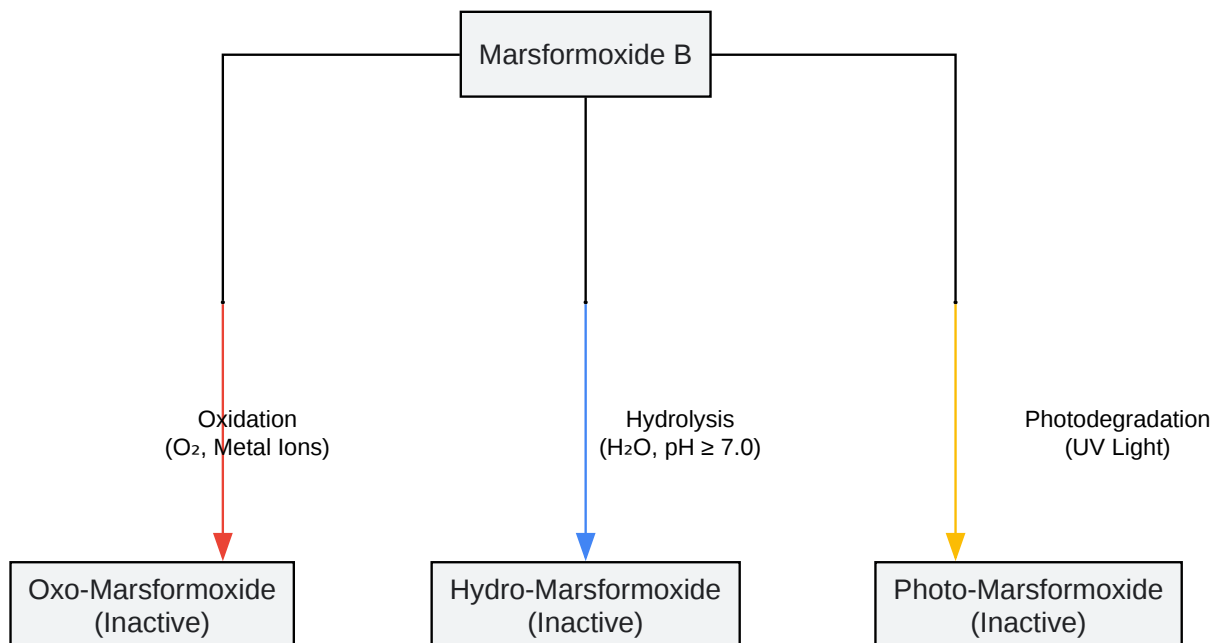 Marsformoxide B
Oxidation
(O₂, Metal Ions)
Hydrolysis
(H₂O, pH ≥ 7.0)
Photodegradation
(UV Light)
Oxo-Marsformoxide
(Inactive)
Hydro-Marsformoxide
(Inactive)
Photo-Marsformoxide
(Inactive)